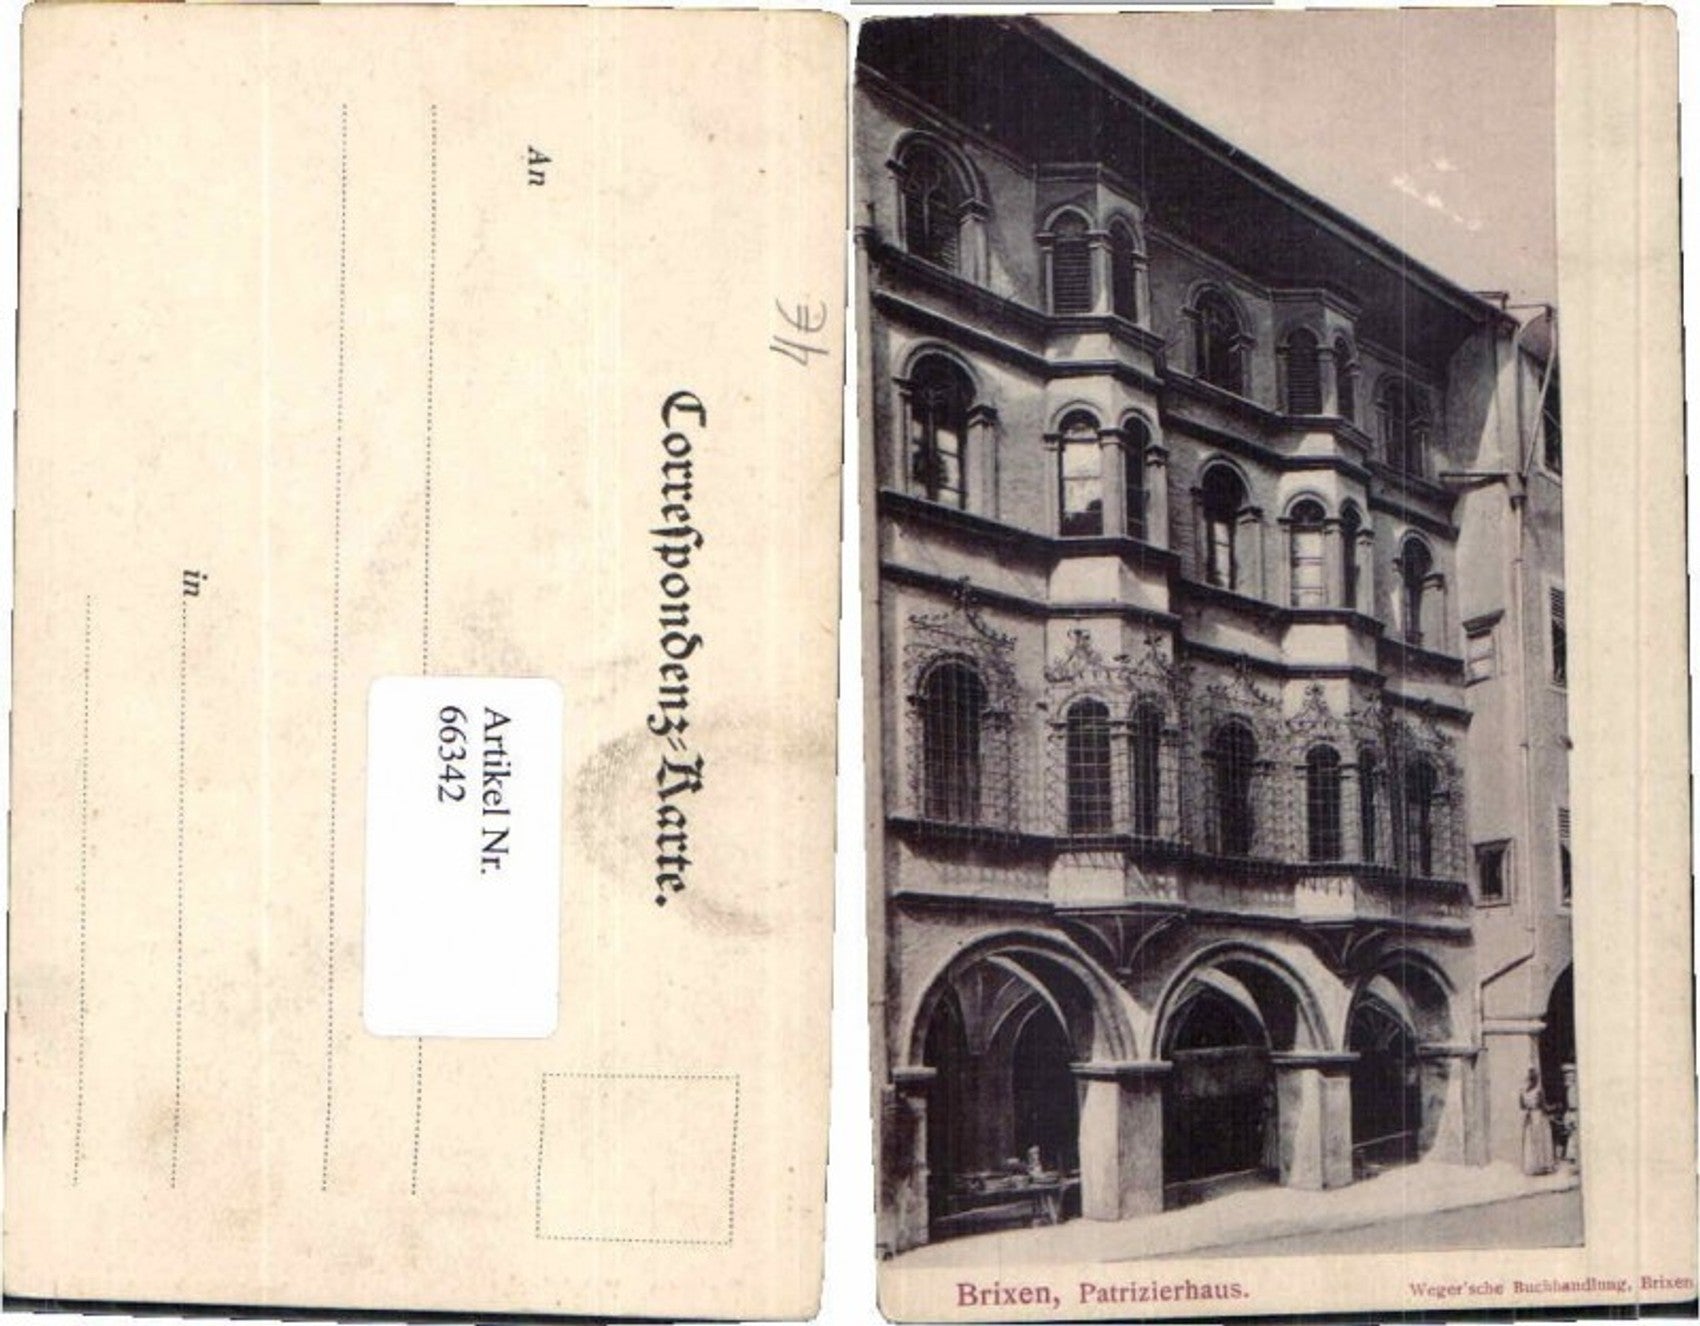 Correſpondenz-Karte.
An
in
Artikel Nr.
66342
Brixen, Patrizierhaus.
Weger'sche Buchhandlung, Brixen